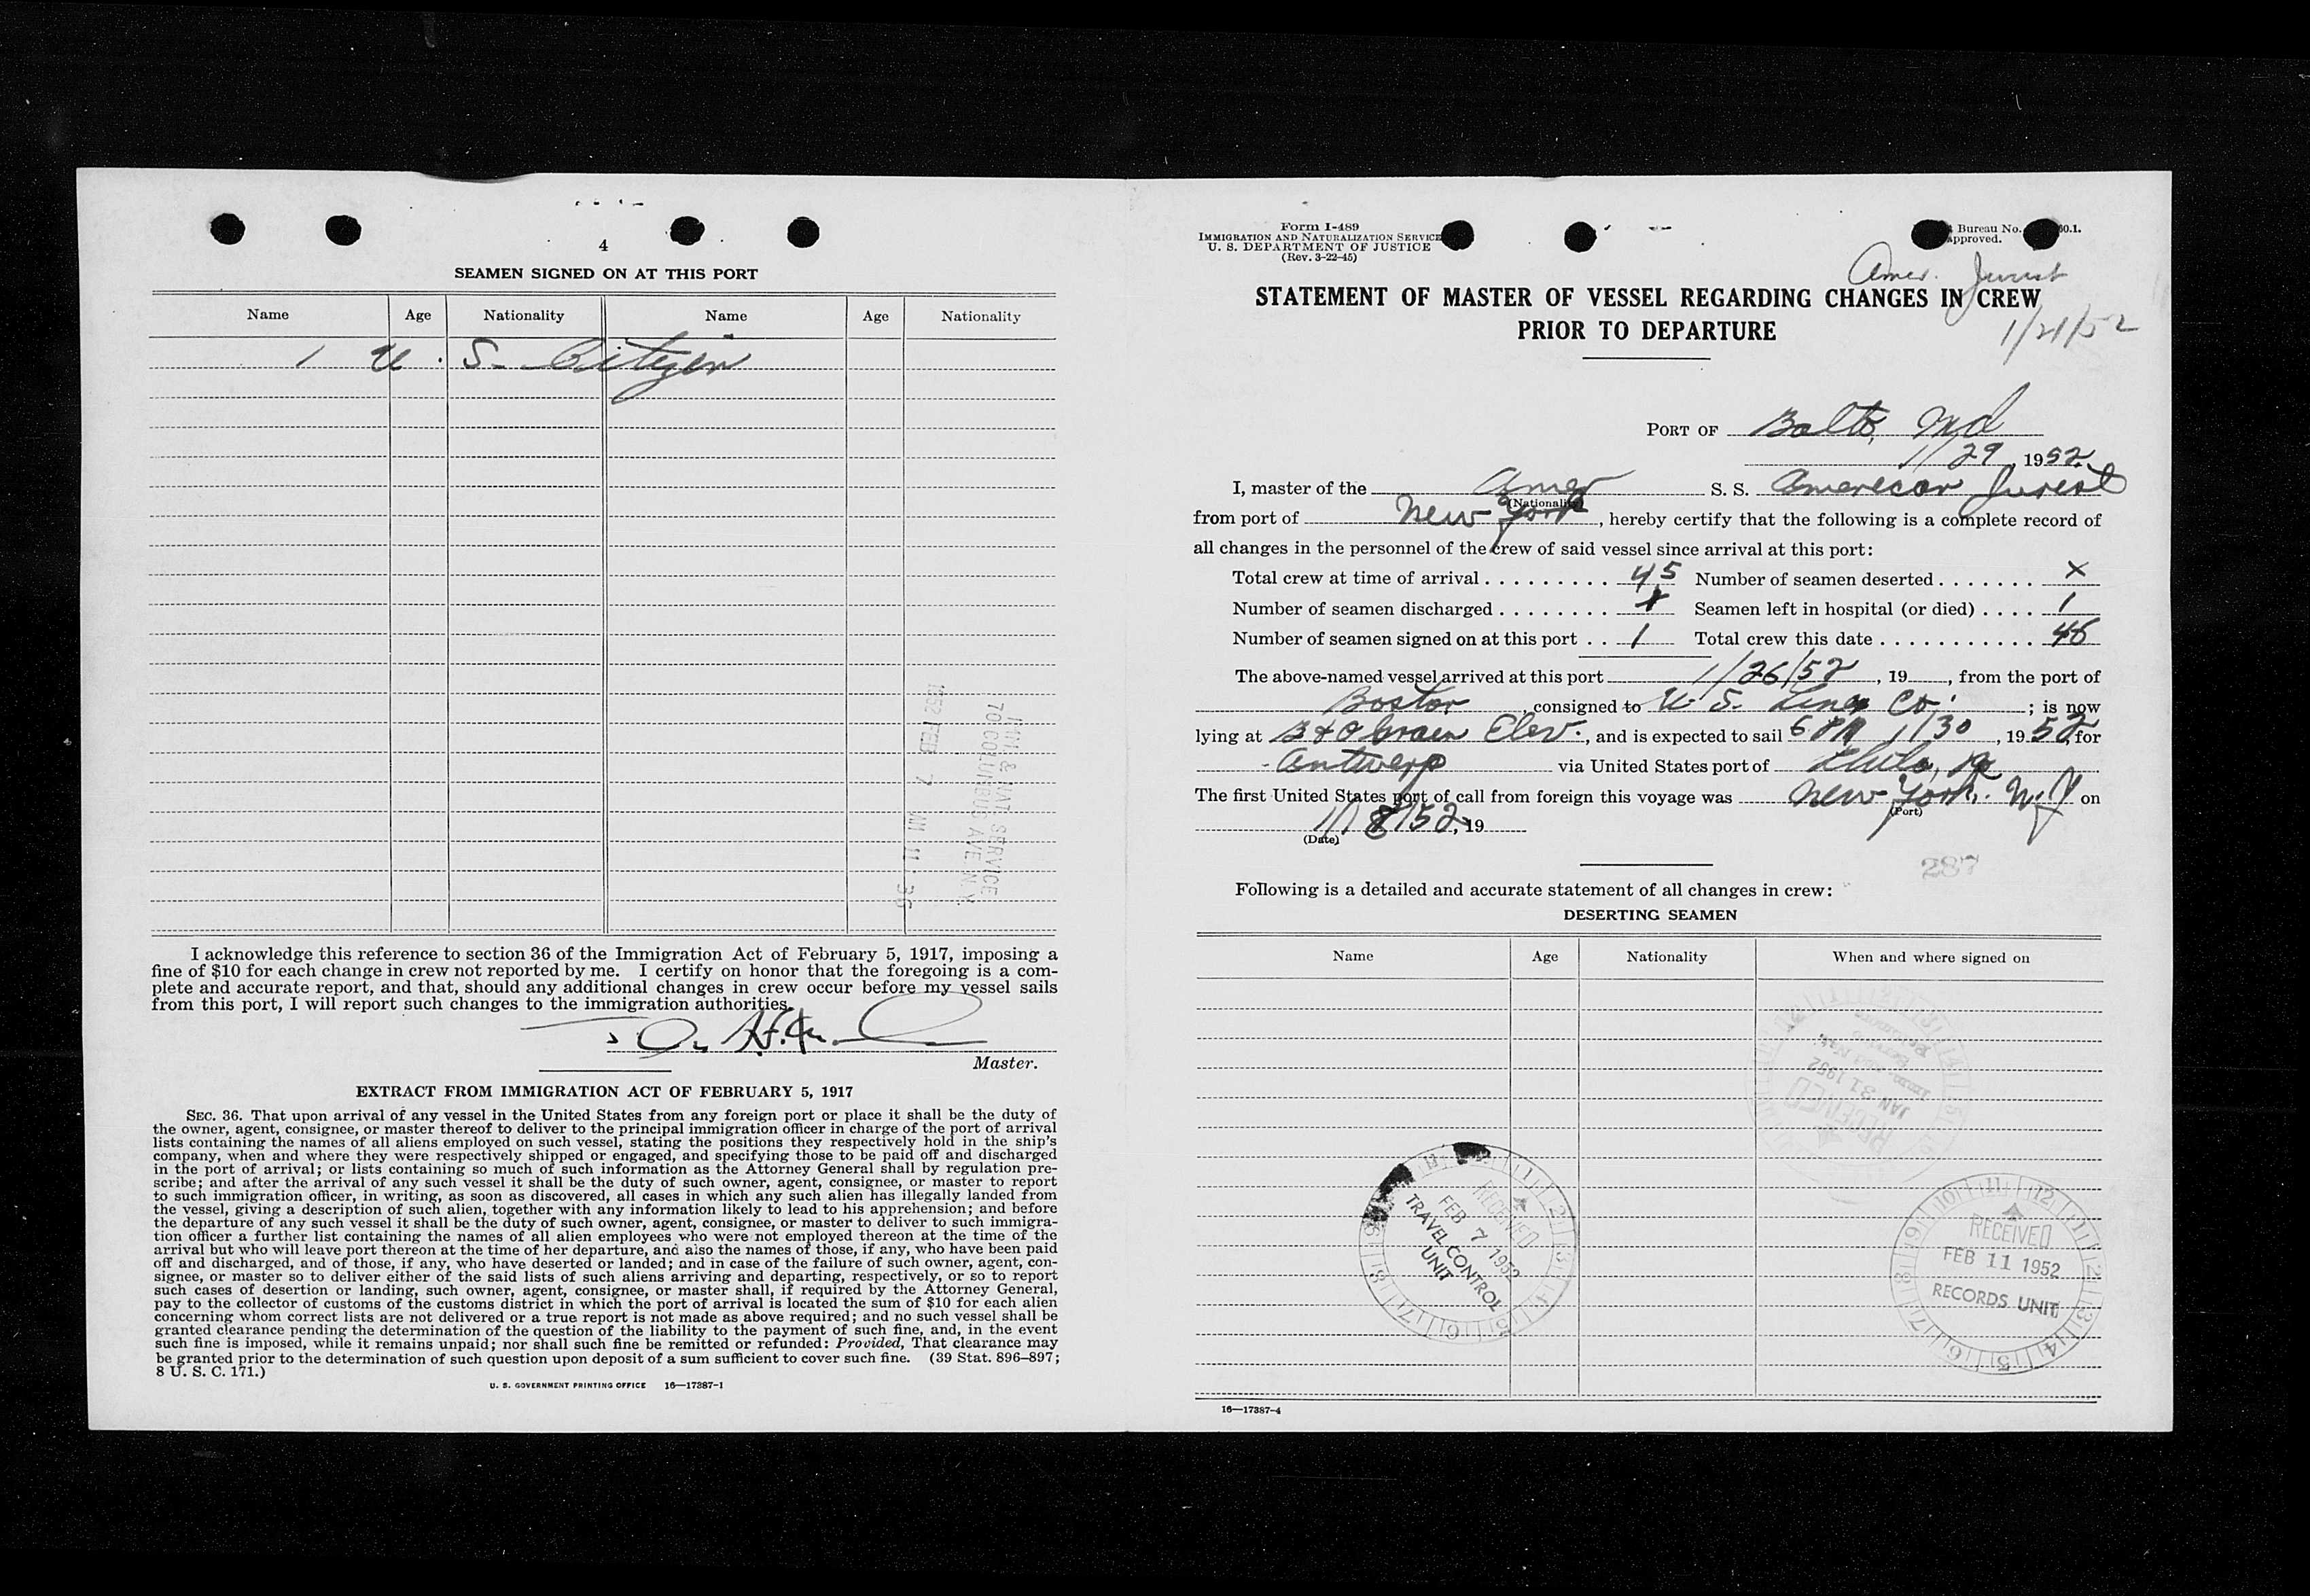 4
SEAMEN SIGNED ON AT THIS PORT
Name Age Nationality Name Age Nationality
1 U. S. Citizen
IMM. & NAT. SERVICE
70 COLUMBUS AVE N.Y.
1952 FEB 7 AM 11 36
I acknowledge this reference to section 36 of the Immigration Act of February 5, 1917, imposing a
fine of $10 for each change in crew not reported by me. I certify on honor that the foregoing is a com-
plete and accurate report, and that, should any additional changes in crew occur before my vessel sails
from this port, I will report such changes to the immigration authorities.
Master.
EXTRACT FROM IMMIGRATION ACT OF FEBRUARY 5, 1917
SEC. 36. That upon arrival of any vessel in the United States from any foreign port or place it shall be the duty of
the owner, agent, consignee, or master thereof to deliver to the principal immigration officer in charge of the port of arrival
lists containing the names of all aliens employed on such vessel, stating the positions they respectively hold in the ship's
company, when and where they were respectively shipped or engaged, and specifying those to be paid off and discharged
in the port of arrival; or lists containing so much of such information as the Attorney General shall by regulation pre-
scribe; and after the arrival of any such vessel it shall be the duty of such owner, agent, consignee, or master to report
to such immigration officer, in writing, as soon as discovered, all cases in which any such alien has illegally landed from
the vessel, giving a description of such alien, together with any information likely to lead to his apprehension; and before
the departure of any such vessel it shall be the duty of such owner, agent, consignee, or master to deliver to such immigra-
tion officer a further list containing the names of all alien employees who were not employed thereon at the time of the
arrival but who will leave port thereon at the time of her departure, and also the names of those, if any, who have been paid
off and discharged, and of those, if any, who have deserted or landed; and in case of the failure of such owner, agent, con-
signee, or master so to deliver either of the said lists of such aliens arriving and departing, respectively, or so to report
such cases of desertion or landing, such owner, agent, consignee, or master shall, if required by the Attorney General,
pay to the collector of customs of the customs district in which the port of arrival is located the sum of $10 for each alien
concerning whom correct lists are not delivered or a true report is not made as above required; and no such vessel shall be
granted clearance pending the determination of the question of the liability to the payment of such fine, and, in the event
such fine is imposed, while it remains unpaid; nor shall such fine be remitted or refunded: Provided, That clearance may
be granted prior to the determination of such question upon deposit of a sum sufficient to cover such fine. (39 Stat. 896–897;
8 U. S. C. 171.)
U. S. GOVERNMENT PRINTING OFFICE 16—17387-1
Form I-489
IMMIGRATION AND NATURALIZATION SERVICE
U. S. DEPARTMENT OF JUSTICE
(Rev. 3-22-45)
Bureau No.
approved.
Amer. Jurist
STATEMENT OF MASTER OF VESSEL REGARDING CHANGES IN CREW
PRIOR TO DEPARTURE
1/21/52
PORT OF Balto, Md
1/29, 1952
I, master of the Amer S. S. American Jurist
(Nationality)
from port of New York, hereby certify that the following is a complete record of
all changes in the personnel of the crew of said vessel since arrival at this port:
Total crew at time of arrival 45 Number of seamen deserted X
Number of seamen discharged X Seamen left in hospital (or died) 1
Number of seamen signed on at this port 1 Total crew this date 45
The above-named vessel arrived at this port 1/26/52, 19, from the port of
Boston, consigned to U. S. Lines Co.; is now
lying at B & O Grain Elev., and is expected to sail 6 PM 1/30, 1952, for
Antwerp via United States port of Phila, Pa
The first United States port of call from foreign this voyage was New York. N.Y on
(Port)
1/18/52, 19
(Date)
287
Following is a detailed and accurate statement of all changes in crew:
DESERTING SEAMEN
Name Age Nationality When and where signed on
RECEIVED
JAN 31 1952
RECEIVED
FEB 7 1952
TRAVEL CONTROL
UNIT
RECEIVED
FEB 11 1952
RECORDS UNIT
16—17387-4